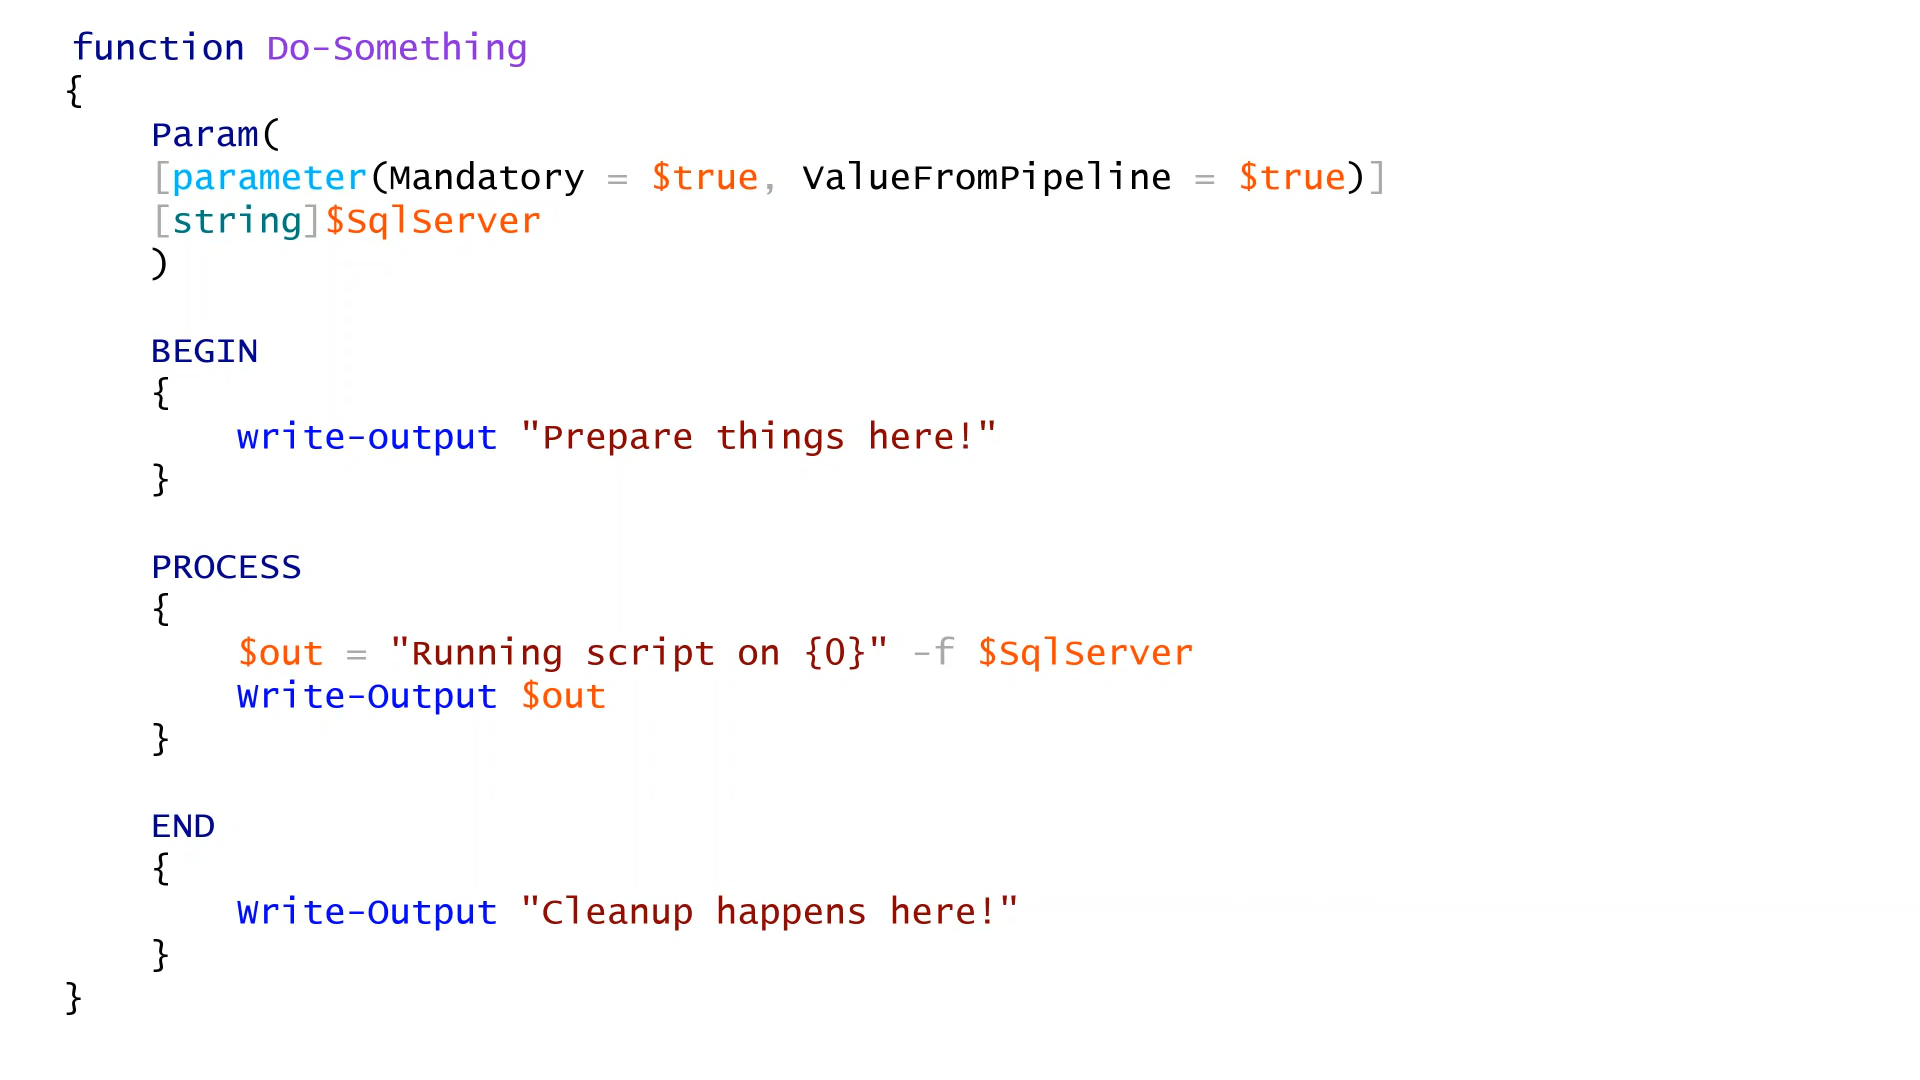 function Do-Something
{
Param(
[parameter(Mandatory = $true, ValueFromPipeline = $true)]
[string]$SqlServer
)
BEGIN
{
write-output "Prepare things here!"
}
PROCESS
{
$out = "Running script on {0}" -f $SqlServer
Write-Output $out
}
END
{
Write-Output "Cleanup happens here!"
}
}